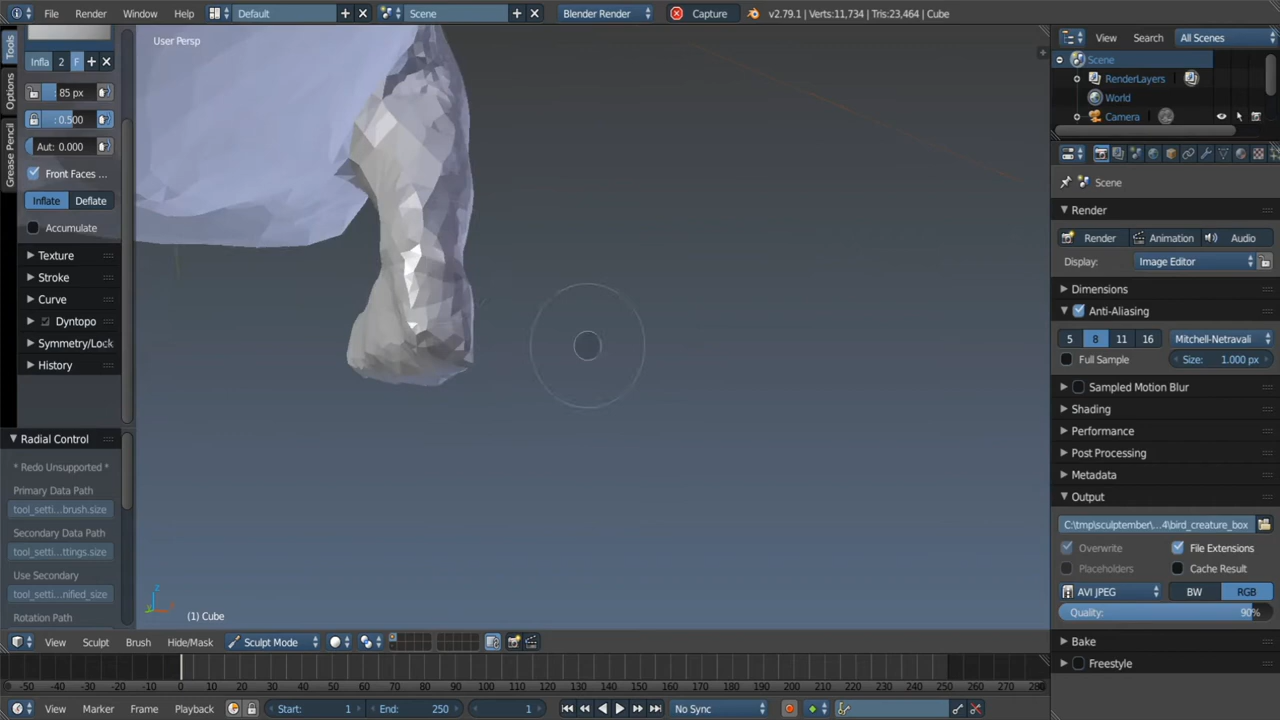 File Render Window Help Default Scene Blender Render Capture v2.79.1 | Verts:11,734 | Tris:23,464 | Cube
User Persp
View Search All Scenes
Scene
RenderLayers
World
Camera
Tools
Options
Grease Pencil
Infla 2 F
: 85 px
: 0.500
Aut: 0.000
Front Faces ...
Inflate Deflate
Accumulate
Texture
Stroke
Curve
Dyntopo
Symmetry/Lock
History
Radial Control
* Redo Unsupported *
Primary Data Path
tool_setti...brush.size
Secondary Data Path
tool_setti...ttings.size
Use Secondary
tool_setti...nified_size
Rotation Path
Scene
Render
Render Animation Audio
Display: Image Editor
Dimensions
Anti-Aliasing
5 8 11 16 Mitchell-Netravali
Full Sample Size: 1.000 px
Sampled Motion Blur
Shading
Performance
Post Processing
Metadata
Output
C:\tmp\sculptember\...4\bird_creature_box
Overwrite File Extensions
Placeholders Cache Result
AVI JPEG BW RGB
Quality: 90%
Bake
Freestyle
z
(1) Cube
View Sculpt Brush Hide/Mask Sculpt Mode
-50 -40 -30 -20 -10 0 10 20 30 40 50 60 70 80 90 100 110 120 130 140 150 160 170 180 190 200 210 220 230 240 250 260 270 280
View Marker Frame Playback Start: 1 End: 250 1 No Sync